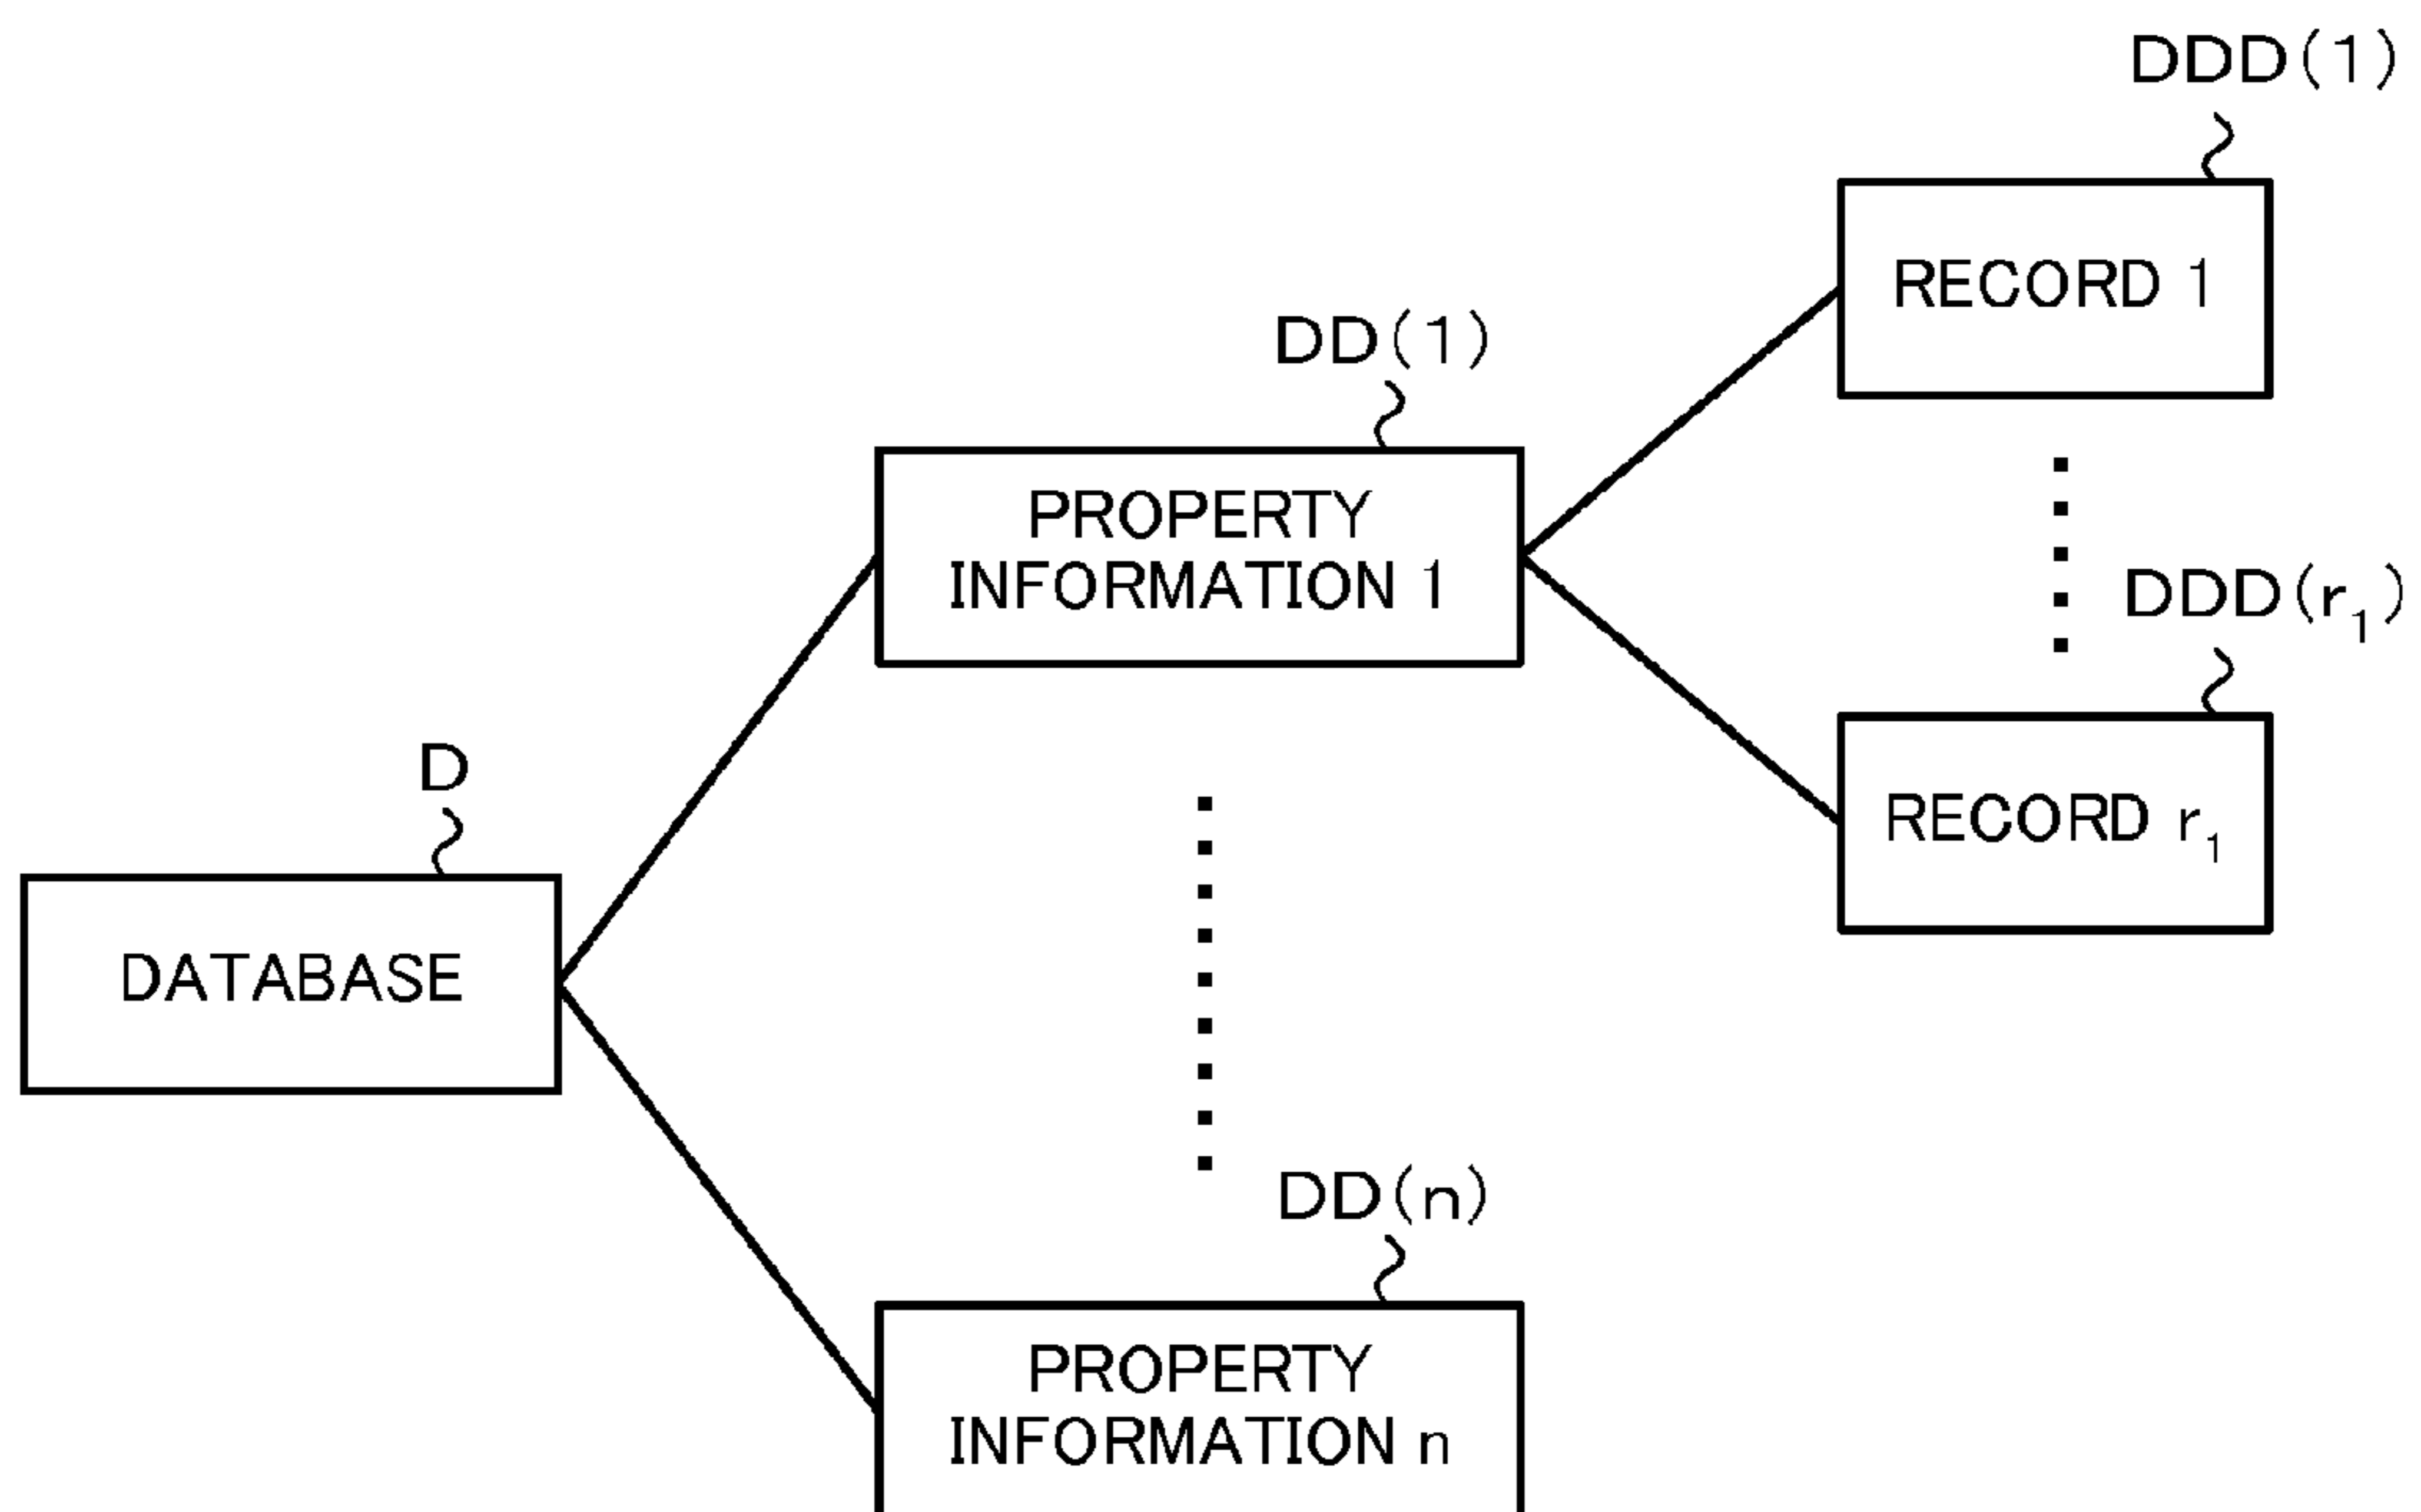 DDD(1)
RECORD 1
DD(1)
PROPERTY
INFORMATION 1
DDD(r₁)
D
RECORD r₁
DATABASE
DD(n)
PROPERTY
INFORMATION n